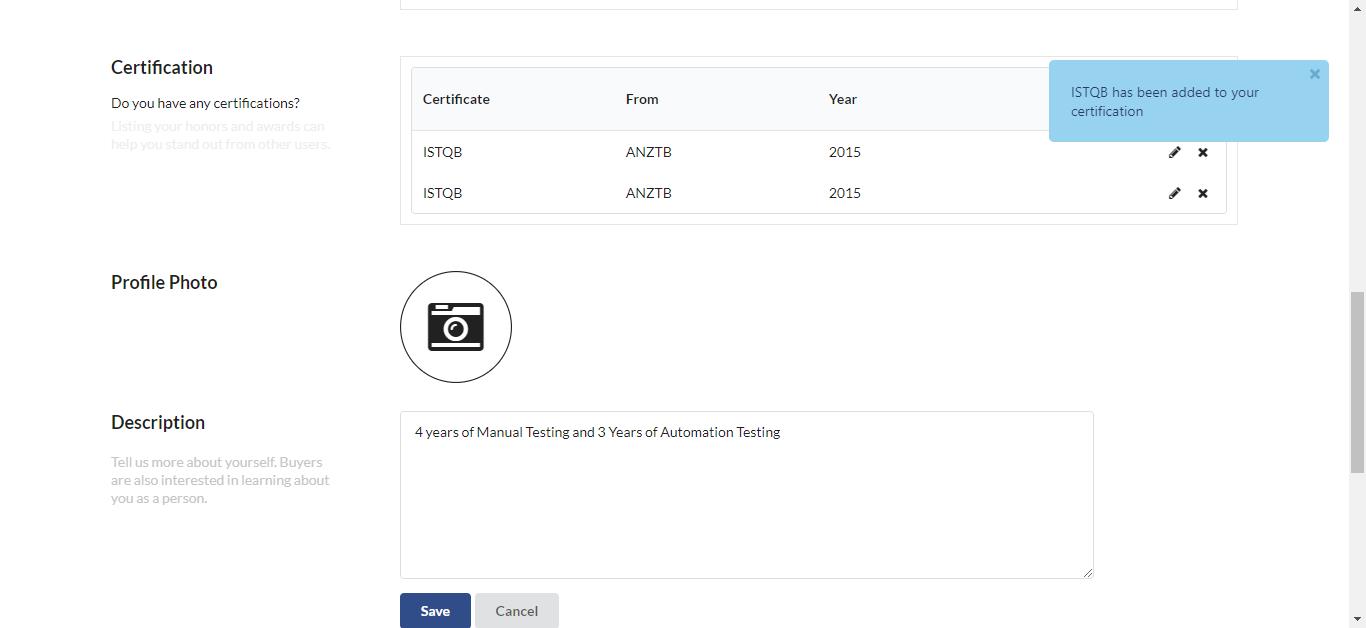 Certification
Do you have any certifications?
Listing your honors and awards can
help you stand out from other users.
Certificate From Year
ISTQB ANZTB 2015
ISTQB ANZTB 2015
ISTQB has been added to your
certification
Profile Photo
Description
Tell us more about yourself. Buyers
are also interested in learning about
you as a person.
4 years of Manual Testing and 3 Years of Automation Testing
Save Cancel